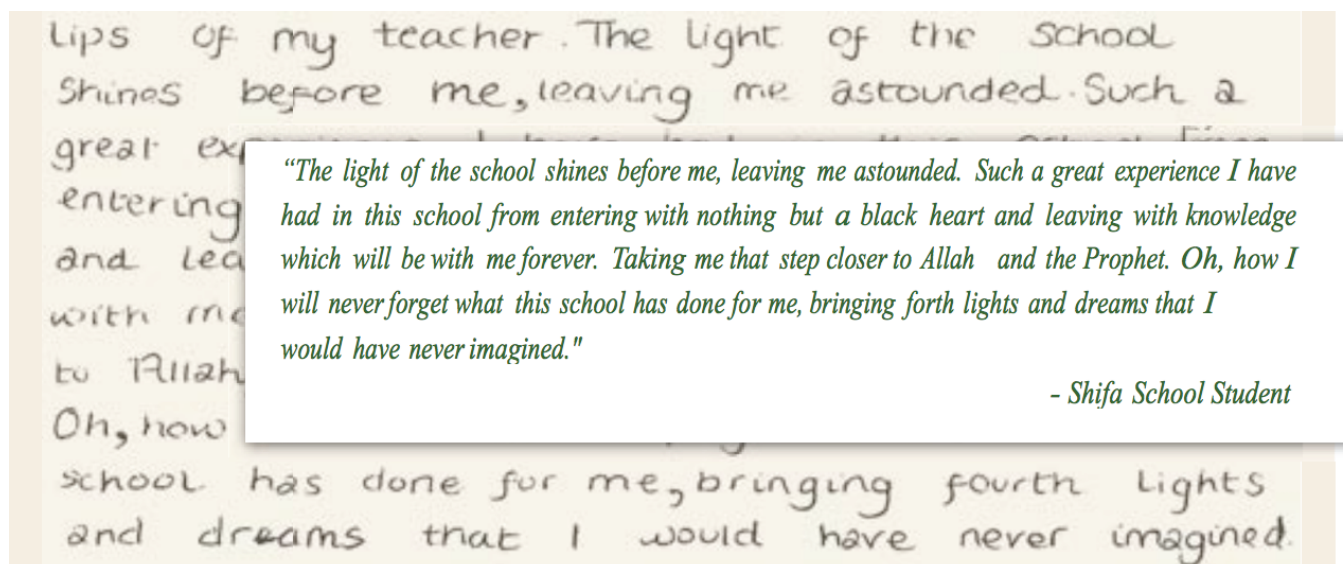 Lips of my teacher. The light of the school
Shines before me, leaving me astounded. Such a
great
entering
and
with
to Allah
Oh, how
school has done for me, bringing fourth lights
and dreams that I would have never imagined.
“The light of the school shines before me, leaving me astounded. Such a great experience I have
had in this school from entering with nothing but a black heart and leaving with knowledge
which will be with me forever. Taking me that step closer to Allah and the Prophet. Oh, how I
will never forget what this school has done for me, bringing forth lights and dreams that I
would have never imagined."
- Shifa School Student